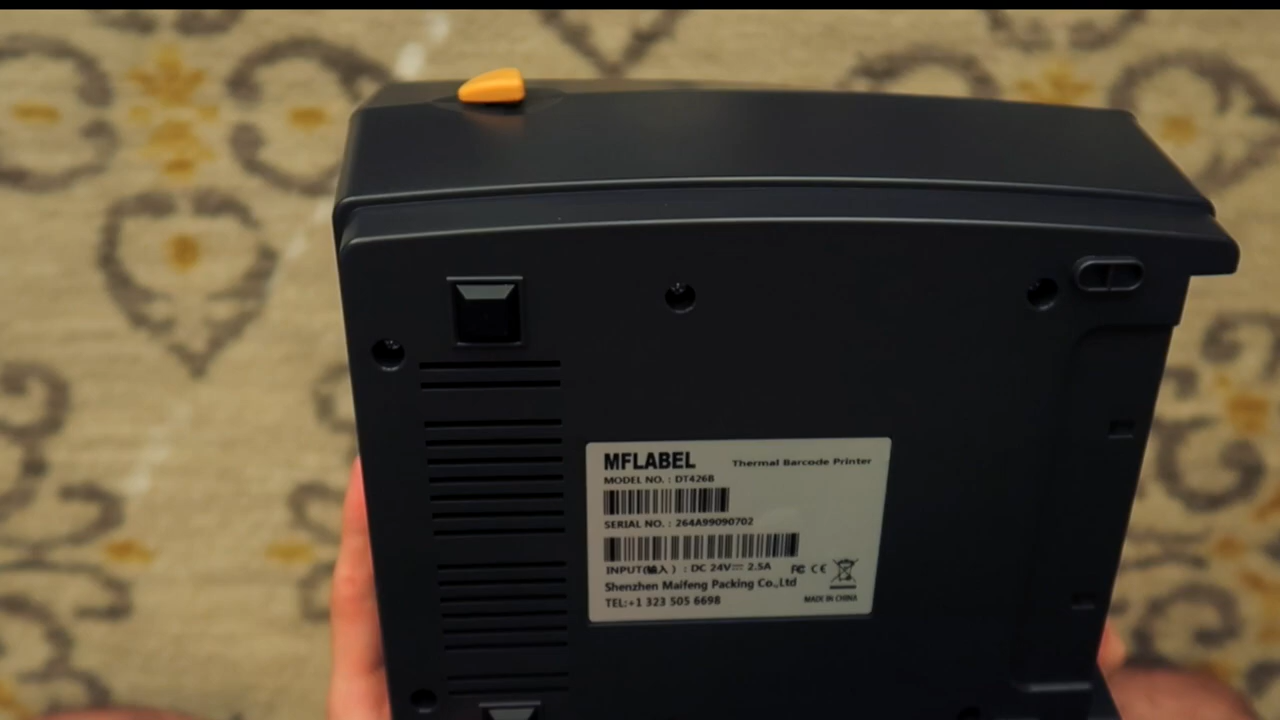 MFLABEL Thermal Barcode Printer
MODEL NO. : DT426B
SERIAL NO. : 264A99090702
INPUT(输入) : DC 24V⎓ 2.5A FC CE
Shenzhen Maifeng Packing Co.,Ltd
TEL:+1 323 505 6698 MADE IN CHINA